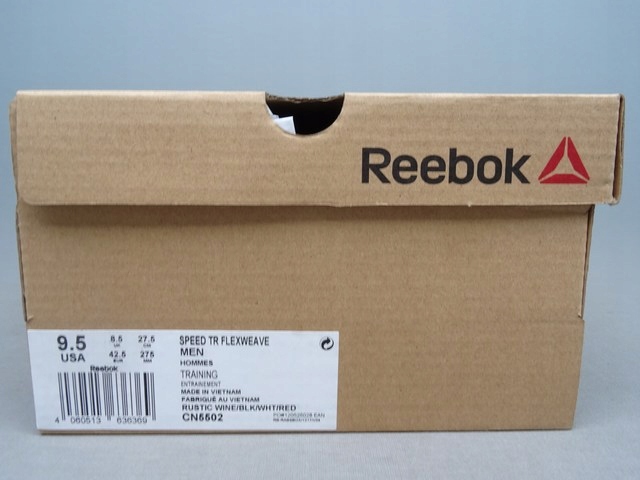 Reebok
9.5
USA
8.5
UK
27.5
CM
42.5
EUR
275
MM
Reebok
4 060513 636369
SPEED TR FLEXWEAVE
MEN
HOMMES
TRAINING
ENTRAINEMENT
MADE IN VIETNAM
FABRIQUÉ AU VIETNAM
RUSTIC WINE/BLK/WHT/RED
CN5502